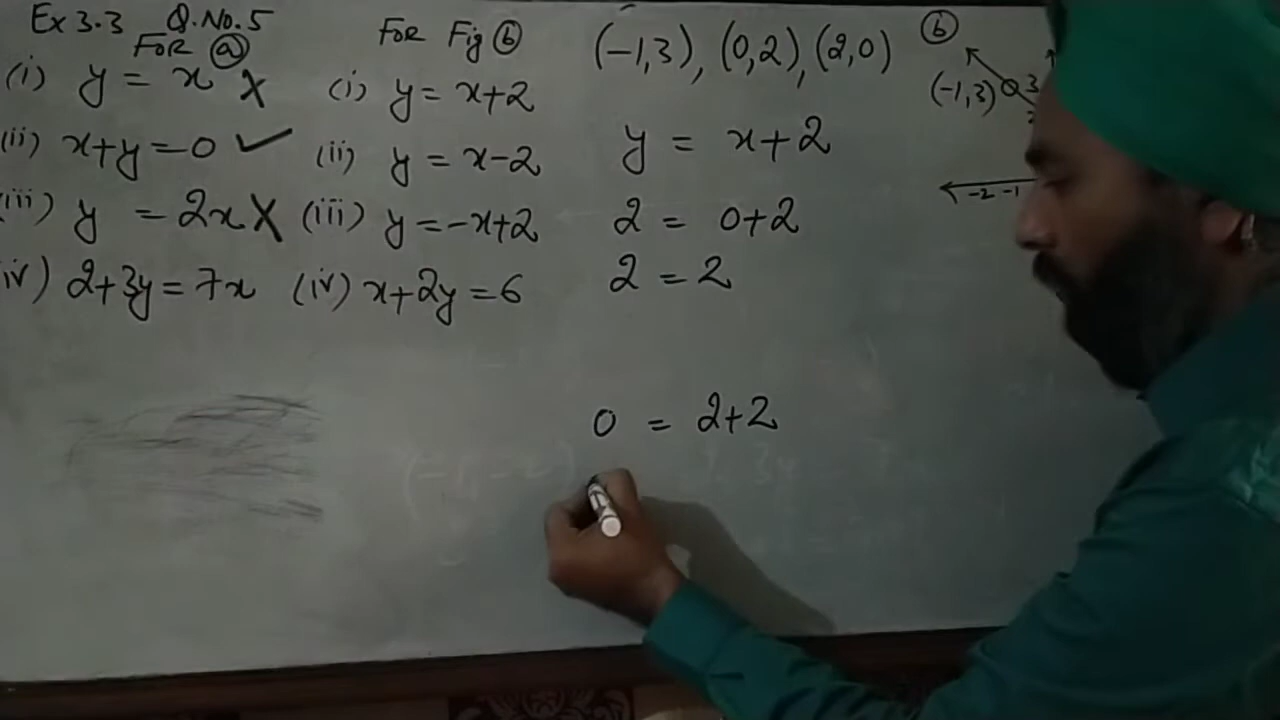 Ex 3.3 Q.No.5
FOR (a)
(i) y = x ✗
(ii) x+y=0 ✓
(iii) y = 2x ✗
(iv) 2+3y=7x
FOR Fig (b)
(i) y = x+2
(ii) y = x-2
(iii) y=-x+2
(iv) x+2y=6
(-1,3), (0,2), (2,0)
y = x+2
2 = 0+2
2 = 2
0 = 2+2
(b)
(-1,3) 3
-2 -1